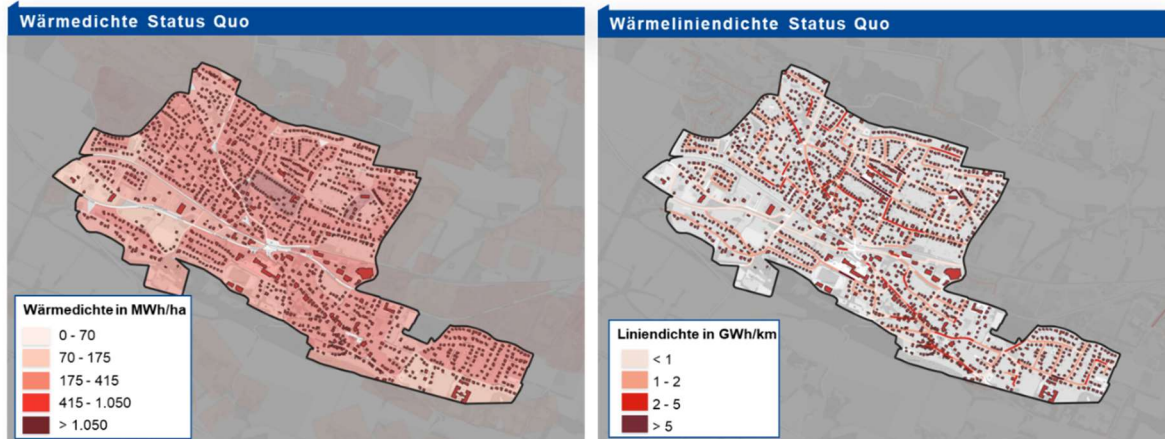 Wärmedichte Status Quo
Wärmedichte in MWh/ha
0 - 70
70 - 175
175 - 415
415 - 1.050
> 1.050
Wärmeliniendichte Status Quo
Liniendichte in GWh/km
< 1
1 - 2
2 - 5
> 5